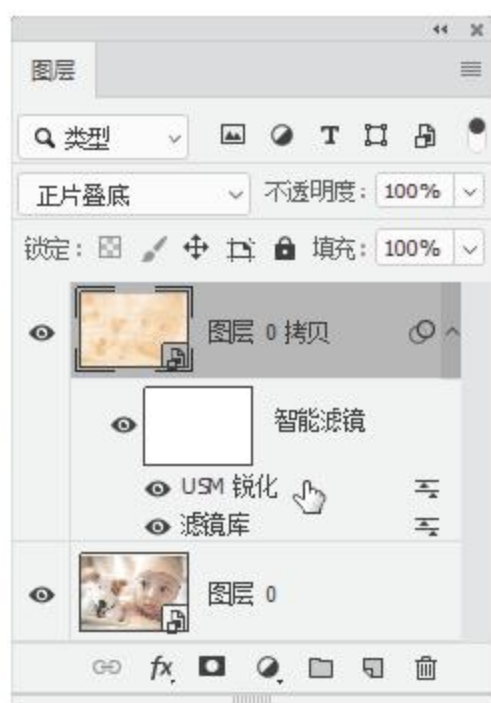 图层
类型
正片叠底 不透明度: 100%
锁定: 填充: 100%
图层 0 拷贝
智能滤镜
USM 锐化
滤镜库
图层 0
fx